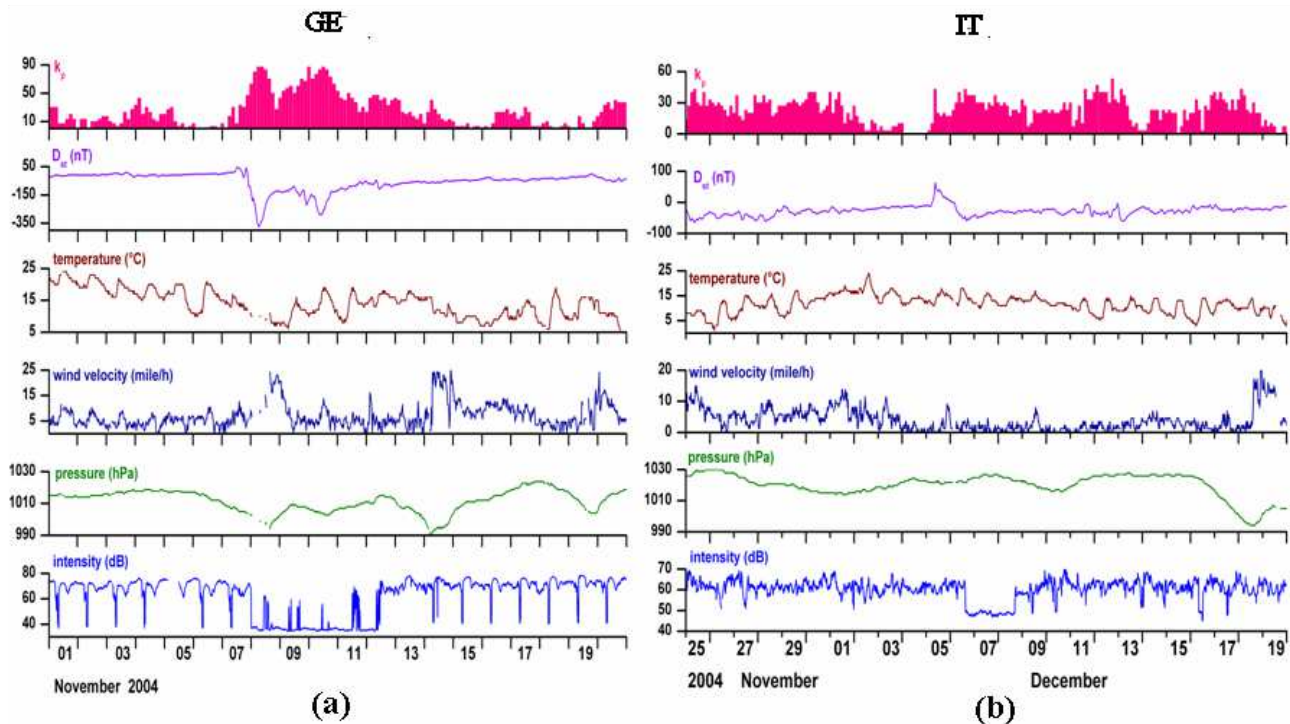 GE
IT
k p
90
50
10
D st (nT)
50
-150
-350
temperature (°C)
25
15
5
wind velocity (mile/h)
25
15
5
pressure (hPa)
1030
1010
990
intensity (dB)
80
60
40
01 03 05 07 09 11 13 15 17 19
November 2004
(a)
k p
60
30
0
D st (nT)
100
0
-100
temperature (°C)
25
15
5
wind velocity (mile/h)
20
10
0
pressure (hPa)
1030
1010
990
intensity (dB)
70
60
50
40
25 27 29 01 03 05 07 09 11 13 15 17 19
2004 November December
(b)